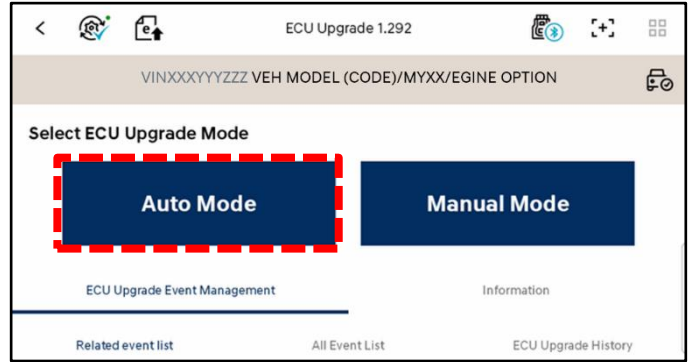 ECU Upgrade 1.292
VINXXXYYYZZZ VEH MODEL (CODE)/MYXX/EGINE OPTION
Select ECU Upgrade Mode
Auto Mode
Manual Mode
ECU Upgrade Event Management
Information
Related event list
All Event List
ECU Upgrade History